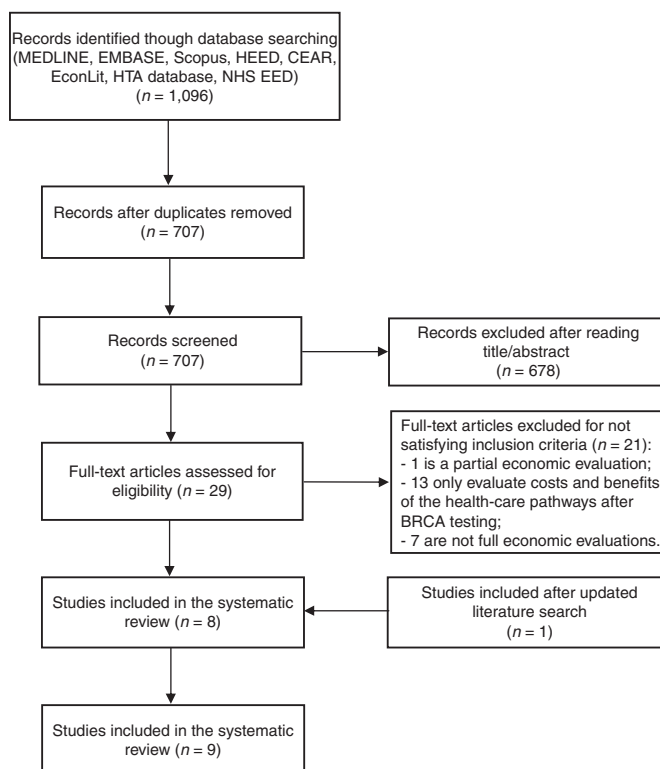 Records identified though database searching
(MEDLINE, EMBASE, Scopus, HEED, CEAR,
EconLit, HTA database, NHS EED)
(n = 1,096)
Records after duplicates removed
(n = 707)
Records screened
(n = 707)
Records excluded after reading
title/abstract
(n = 678)
Full-text articles assessed for
eligibility (n = 29)
Full-text articles excluded for not
satisfying inclusion criteria (n = 21):
- 1 is a partial economic evaluation;
- 13 only evaluate costs and benefits
of the health-care pathways after
BRCA testing;
- 7 are not full economic evaluations.
Studies included in the systematic
review (n = 8)
Studies included after updated
literature search
(n = 1)
Studies included in the systematic
review (n = 9)